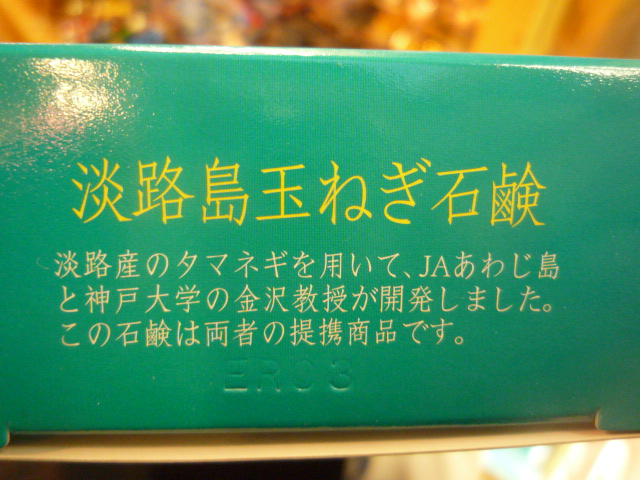 淡路島玉ねぎ石鹸
淡路産のタマネギを用いて、JAあわじ島
と神戸大学の金沢教授が開発しました。
この石鹸は両者の提携商品です。
ERC3